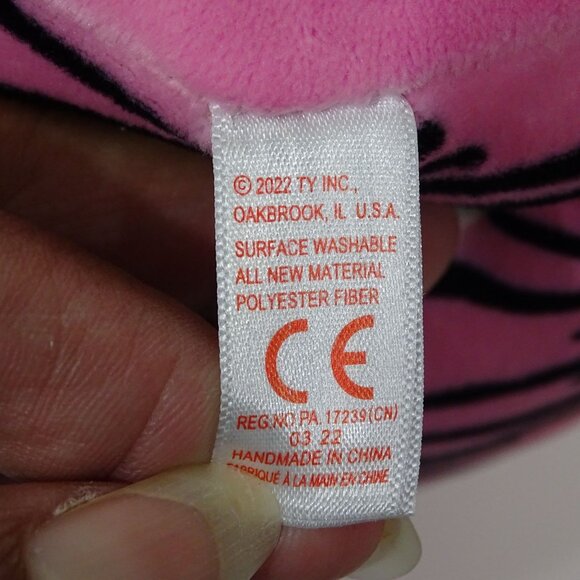 © 2022 TY INC.,
OAKBROOK, IL U.S.A.
SURFACE WASHABLE
ALL NEW MATERIAL
POLYESTER FIBER
CE
REG.NO PA. 17239(CN)
03 22
HANDMADE IN CHINA
FABRIQUÉ À LA MAIN EN CHINE